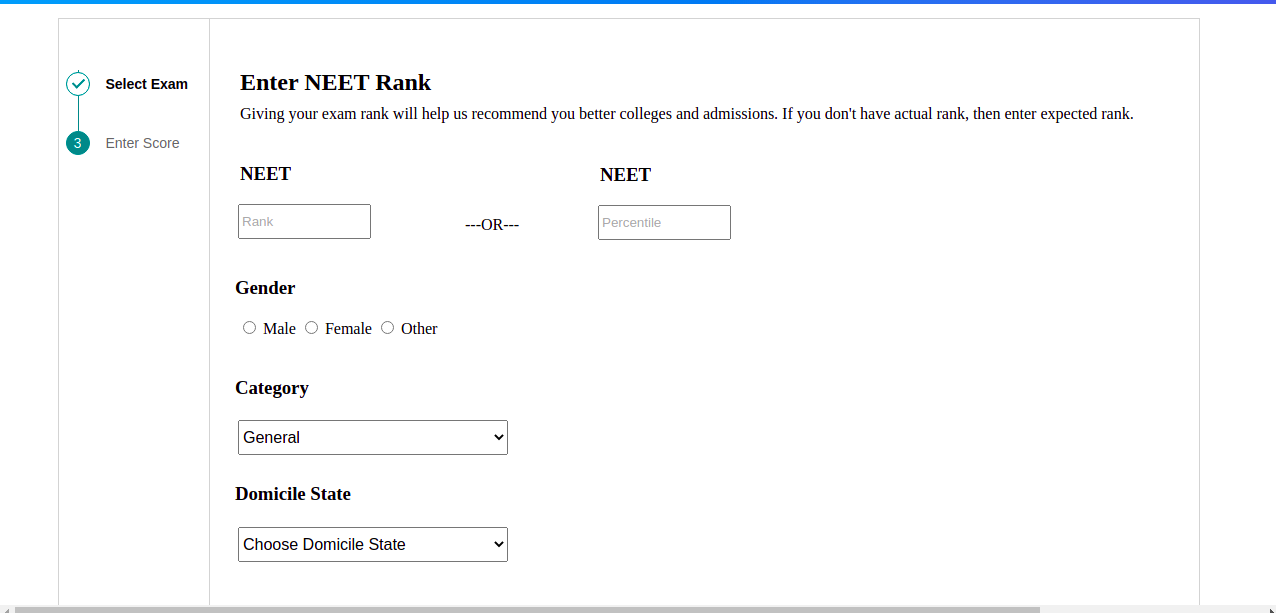 Select Exam
3 Enter Score
Enter NEET Rank
Giving your exam rank will help us recommend you better colleges and admissions. If you don't have actual rank, then enter expected rank.
NEET NEET
Rank ---OR--- Percentile
Gender
Male Female Other
Category
General
Domicile State
Choose Domicile State